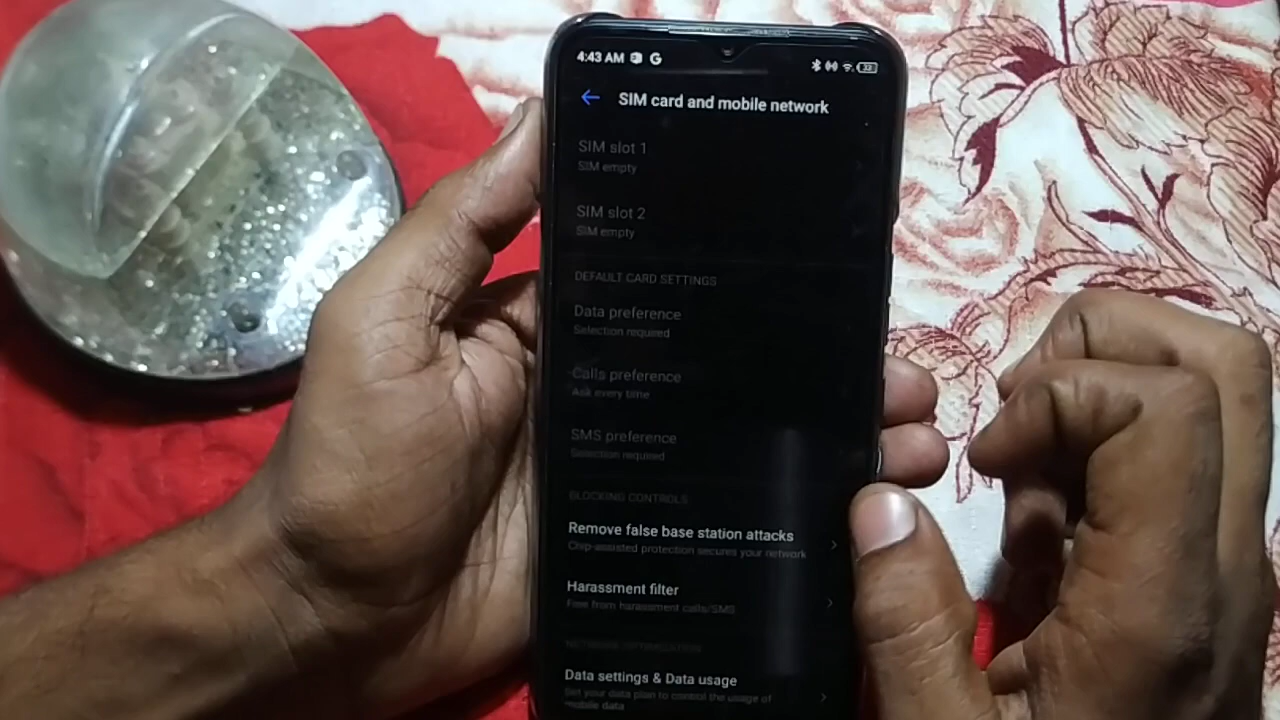 4:43 AM
33
SIM card and mobile network
SIM slot 1
SIM empty
SIM slot 2
SIM empty
DEFAULT CARD SETTINGS
Data preference
Selection required
Calls preference
Ask every time
SMS preference
Selection required
BLOCKING CONTROLS
Remove false base station attacks
Chip-assisted protection secures your network
Harassment filter
Free from harassment calls/SMS
NETWORK OPTIMIZATION
Data settings & Data usage
Set your data plan to control the usage of
mobile data